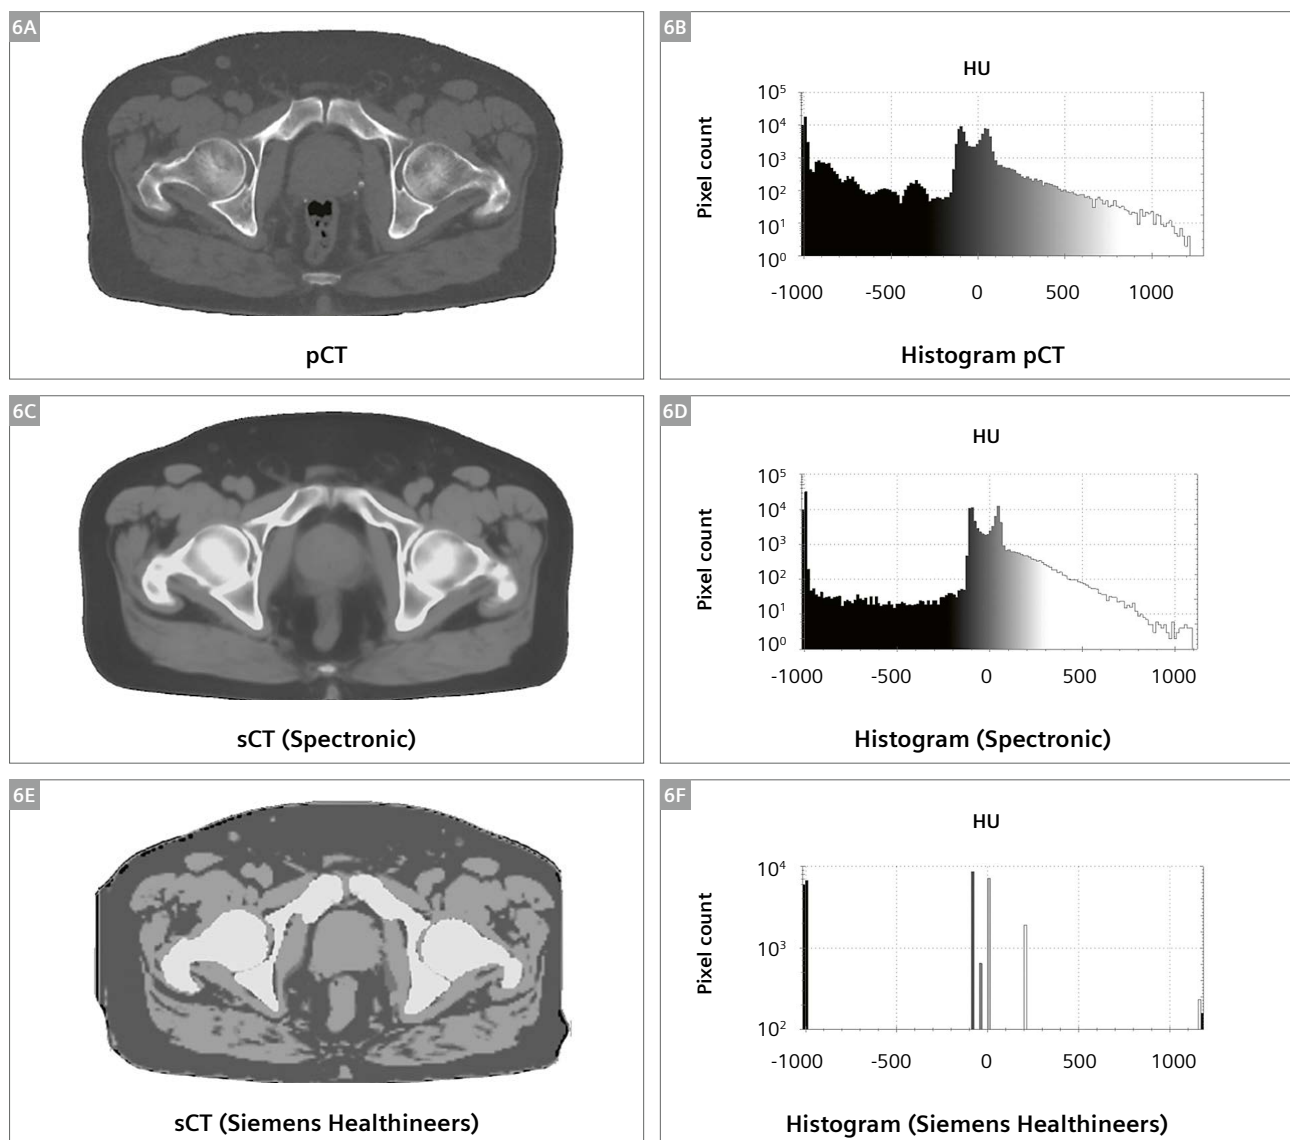 6A
pCT
6B
HU
Pixel count
10⁵
10⁴
10³
10²
10¹
10⁰
-1000 -500 0 500 1000
Histogram pCT
6C
sCT (Spectronic)
6D
HU
Pixel count
10⁵
10⁴
10³
10²
10¹
10⁰
-1000 -500 0 500 1000
Histogram (Spectronic)
6E
sCT (Siemens Healthineers)
6F
HU
Pixel count
10⁴
10³
10²
-1000 -500 0 500 1000
Histogram (Siemens Healthineers)